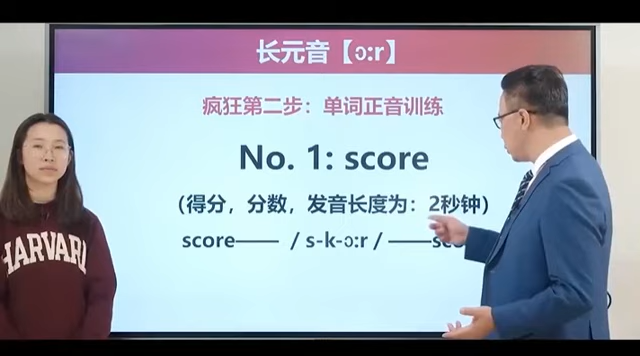 长元音【ɔ:r】
疯狂第二步：单词正音训练
No. 1: score
（得分，分数，发音长度为：2秒钟）
score—— / s-k-ɔ:r / ——sco
HARVARD